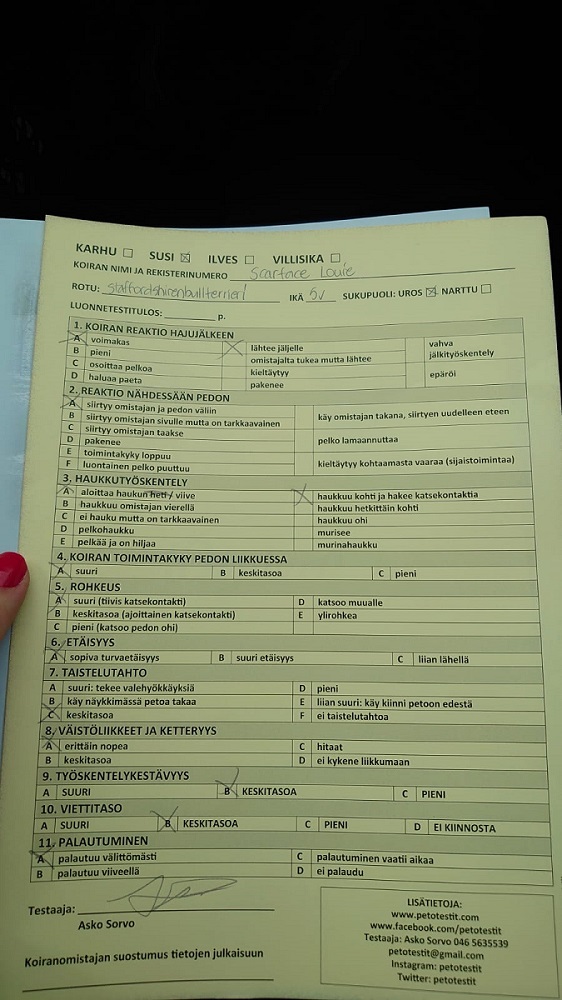 KARHU ☐ SUSI ☒ ILVES ☐ VILLISIKA ☐
KOIRAN NIMI JA REKISTERINUMERO Scarface Louie
ROTU: staffordshirenbullterrieri IKÄ 5v SUKUPUOLI: UROS ☒ NARTTU ☐
LUONNETESTITULOS: ________ p.
1. KOIRAN REAKTIO HAJUJÄLKEEN
A voimakas lähtee jäljelle vahva jälkityöskentely
B pieni omistajalta tukea mutta lähtee
C osoittaa pelkoa kieltäytyy epäröi
D haluaa paeta pakenee
2. REAKTIO NÄHDESSÄÄN PEDON
A siirtyy omistajan ja pedon väliin käy omistajan takana, siirtyen uudelleen eteen
B siirtyy omistajan sivulle mutta on tarkkaavainen
C siirtyy omistajan taakse pelko lamaannuttaa
D pakenee
E toimintakyky loppuu kieltäytyy kohtaamasta vaaraa (sijaistoimintaa)
F luontainen pelko puuttuu
3. HAUKKUTYÖSKENTELY
A aloittaa haukun heti / viive haukkuu kohti ja hakee katsekontaktia
B haukkuu omistajan vierellä haukkuu hetkittäin kohti
C ei hauku mutta on tarkkaavainen haukkuu ohi
D pelkohaukku murisee
E pelkää ja on hiljaa murinahaukku
4. KOIRAN TOIMINTAKYKY PEDON LIIKKUESSA
A suuri B keskitasoa C pieni
5. ROHKEUS
A suuri (tiivis katsekontakti) D katsoo muualle
B keskitasoa (ajoittainen katsekontakti) E ylirohkea
C pieni (katsoo pedon ohi)
6. ETÄISYYS
A sopiva turvaetäisyys B suuri etäisyys C liian lähellä
7. TAISTELUTAHTO
A suuri: tekee valehyökkäyksiä D pieni
B käy näykkimässä petoa takaa E liian suuri: käy kiinni petoon edestä
C keskitasoa F ei taistelutahtoa
8. VÄISTÖLIIKKEET JA KETTERYYS
A erittäin nopea C hitaat
B keskitasoa D ei kykene liikkumaan
9. TYÖSKENTELYKESTÄVYYS
A SUURI B KESKITASOA C PIENI
10. VIETTITASO
A SUURI B KESKITASOA C PIENI D EI KIINNOSTA
11. PALAUTUMINEN
A palautuu välittömästi C palautuminen vaatii aikaa
B palautuu viiveellä D ei palaudu
Testaaja:
Asko Sorvo
Koiranomistajan suostumus tietojen julkaisuun
LISÄTIETOJA:
www.petotestit.com
www.facebook.com/petotestit
Testaaja: Asko Sorvo 046 5635539
petotestit@gmail.com
Instagram: petotestit
Twitter: petotestit